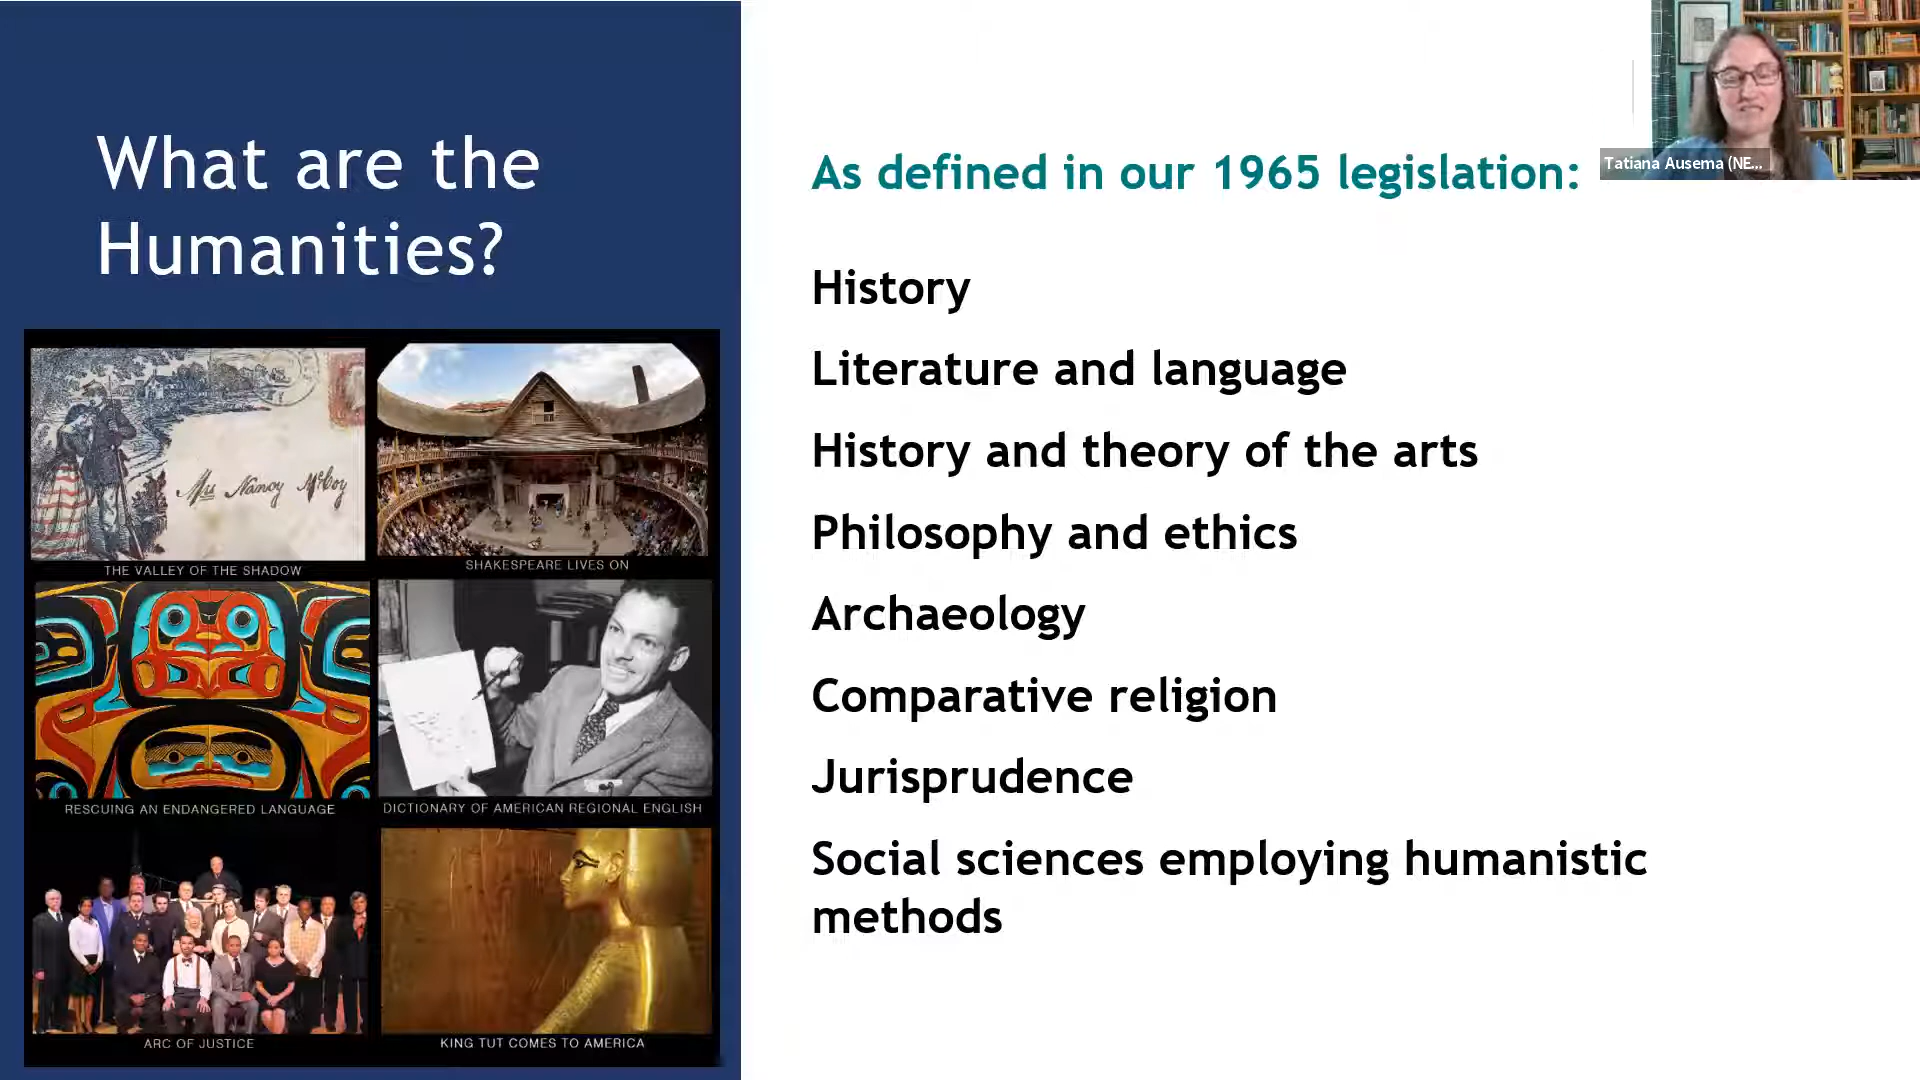 What are the
Humanities?
As defined in our 1965 legislation:
History
Literature and language
History and theory of the arts
Philosophy and ethics
Archaeology
Comparative religion
Jurisprudence
Social sciences employing humanistic
methods
Mrs Nancy McCoy
THE VALLEY OF THE SHADOW
SHAKESPEARE LIVES ON
RESCUING AN ENDANGERED LANGUAGE
DICTIONARY OF AMERICAN REGIONAL ENGLISH
ARC OF JUSTICE
KING TUT COMES TO AMERICA
Tatiana Ausema (NE...